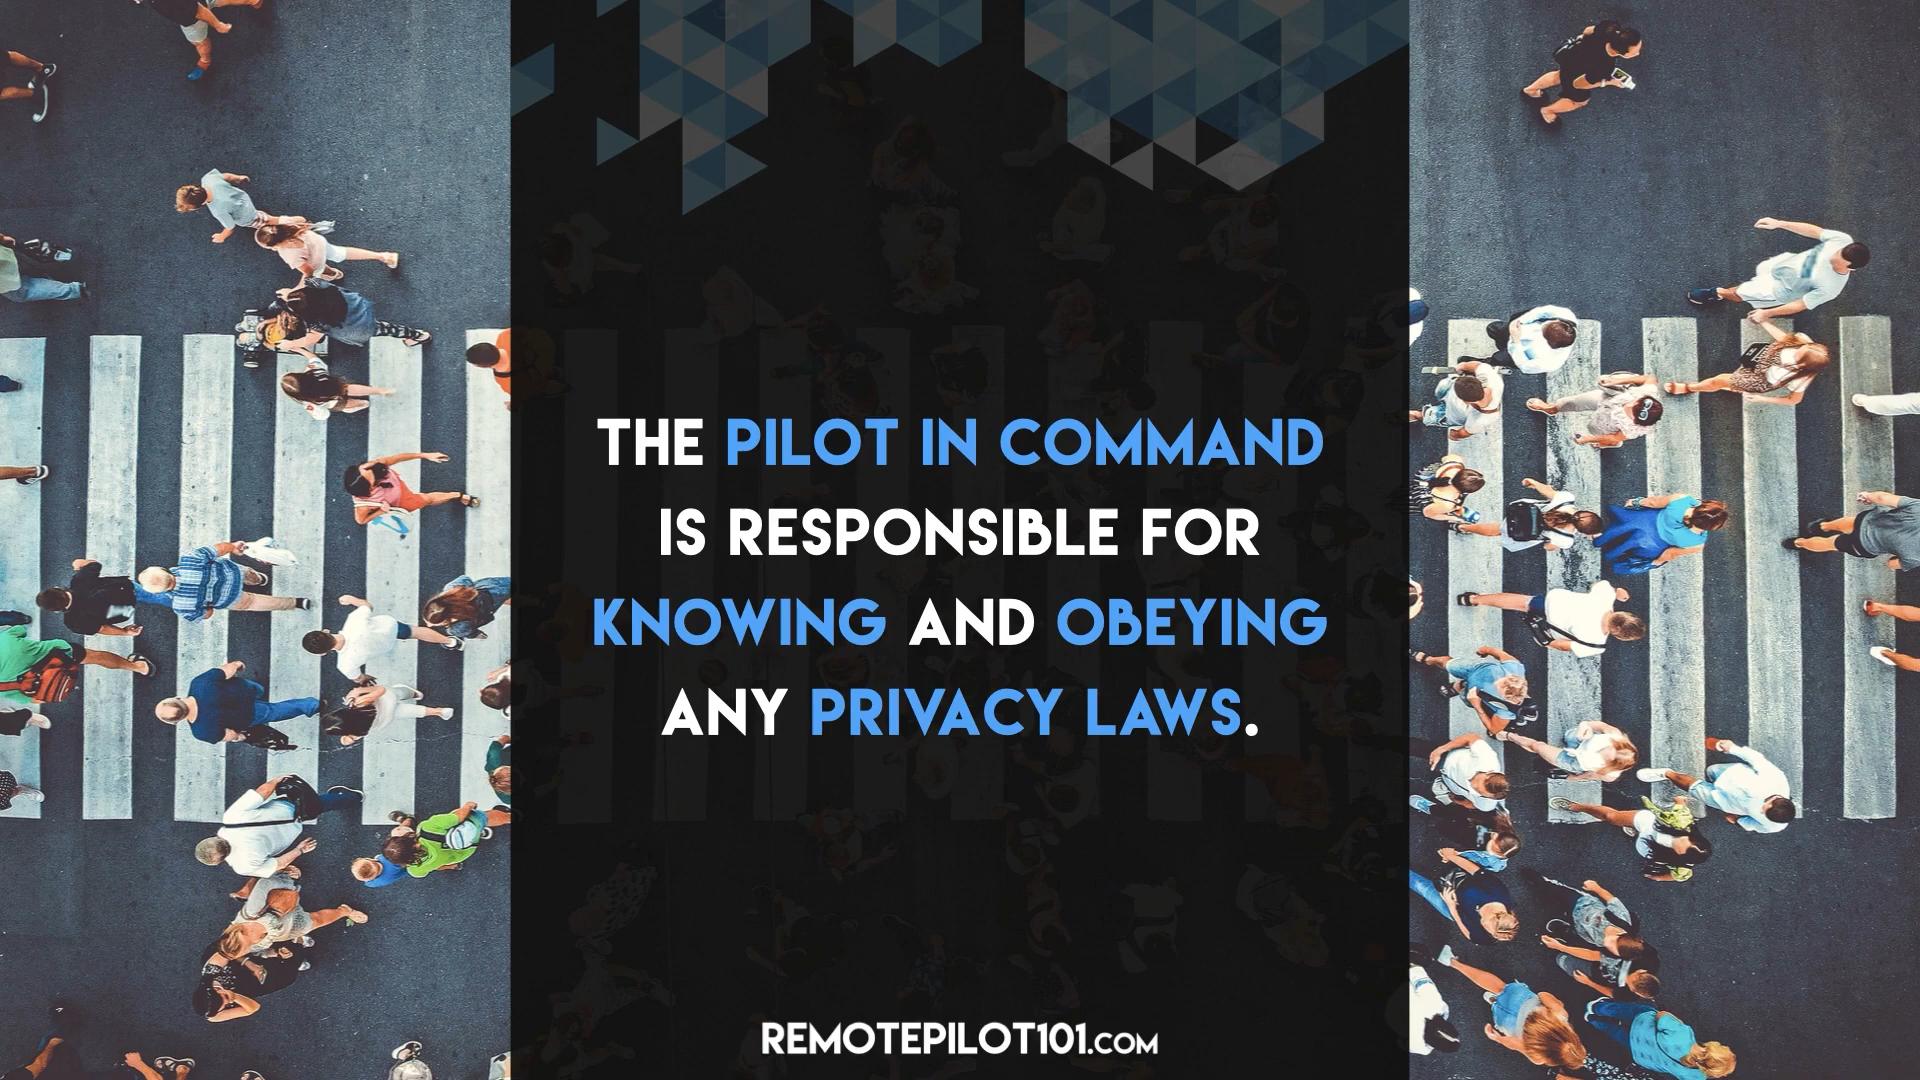 THE PILOT IN COMMAND
IS RESPONSIBLE FOR
KNOWING AND OBEYING
ANY PRIVACY LAWS.
REMOTEPILOT101.COM